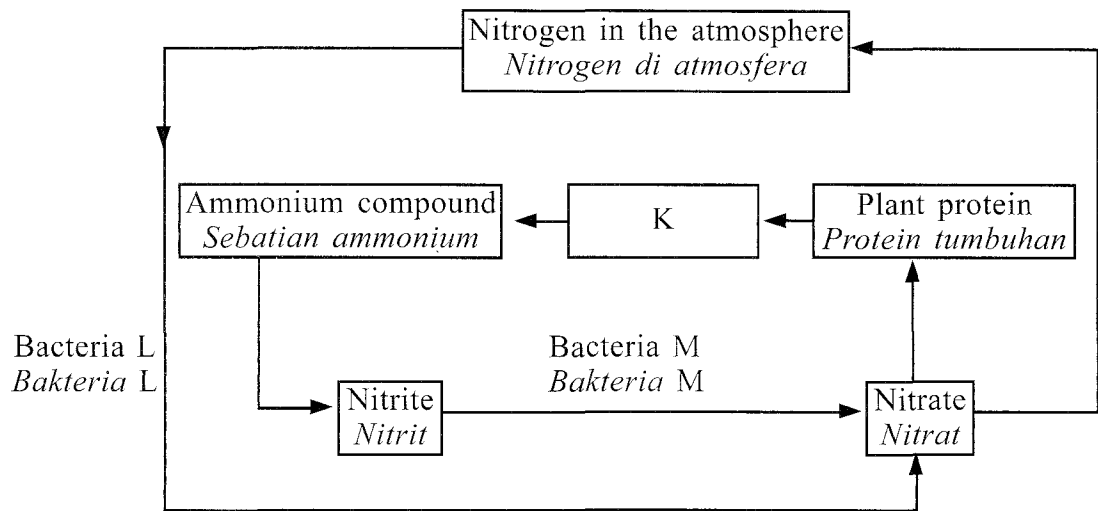 Nitrogen in the atmosphere
Nitrogen di atmosfera
Ammonium compound
Sebatian ammonium
K
Plant protein
Protein tumbuhan
Bacteria L
Bakteria L
Bacteria M
Bakteria M
Nitrite
Nitrit
Nitrate
Nitrat